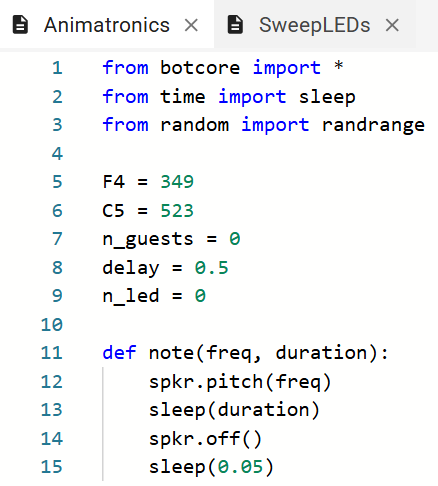 Animatronics × SweepLEDs ×
1 from botcore import *
2 from time import sleep
3 from random import randrange
4
5 F4 = 349
6 C5 = 523
7 n_guests = 0
8 delay = 0.5
9 n_led = 0
10
11 def note(freq, duration):
12     spkr.pitch(freq)
13     sleep(duration)
14     spkr.off()
15     sleep(0.05)